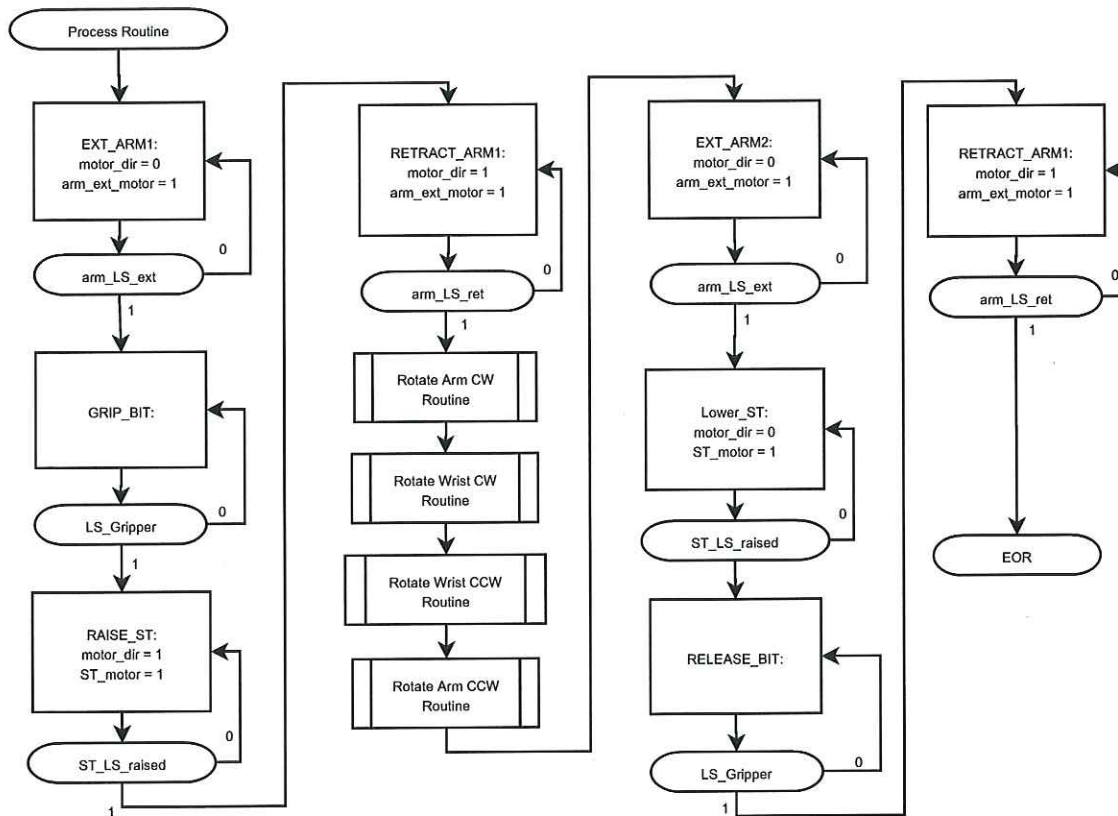 Process Routine
EXT_ARM1:
motor_dir = 0
arm_ext_motor = 1
0
arm_LS_ext
1
GRIP_BIT:
0
LS_Gripper
1
RAISE_ST:
motor_dir = 1
ST_motor = 1
0
ST_LS_raised
1
RETRACT_ARM1:
motor_dir = 1
arm_ext_motor = 1
0
arm_LS_ret
1
Rotate Arm CW
Routine
Rotate Wrist CW
Routine
Rotate Wrist CCW
Routine
Rotate Arm CCW
Routine
EXT_ARM2:
motor_dir = 0
arm_ext_motor = 1
0
arm_LS_ext
1
Lower_ST:
motor_dir = 0
ST_motor = 1
0
ST_LS_raised
RELEASE_BIT:
0
LS_Gripper
1
RETRACT_ARM1:
motor_dir = 1
arm_ext_motor = 1
0
arm_LS_ret
1
EOR